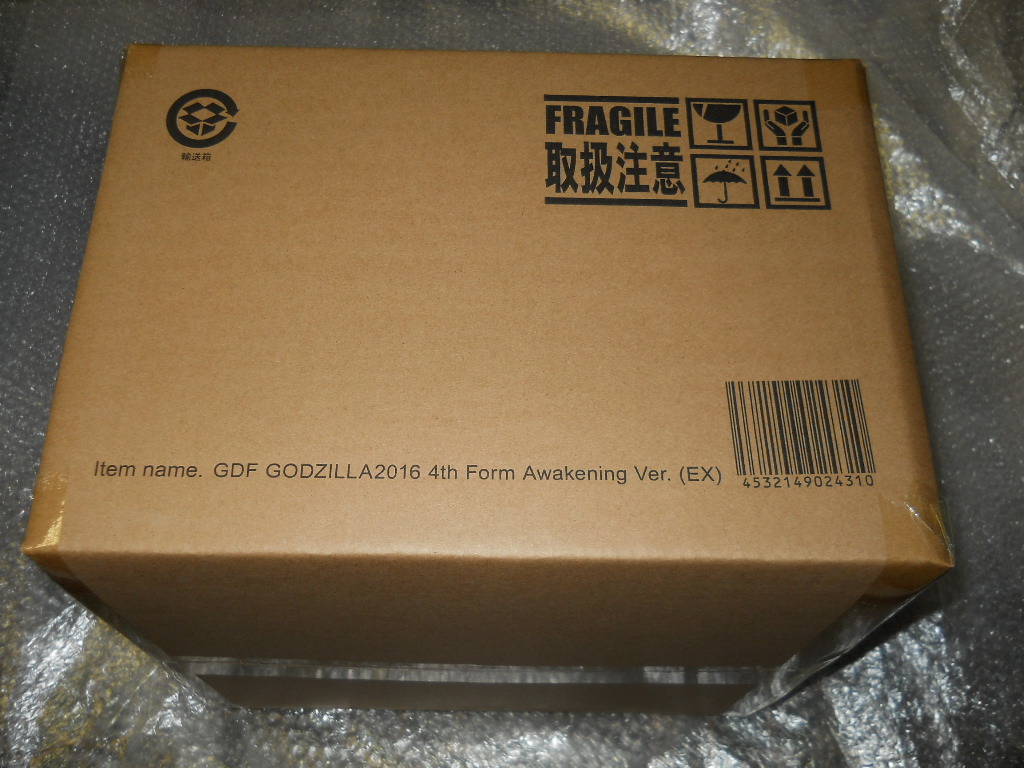 輸送箱
FRAGILE
取扱注意
Item name. GDF GODZILLA2016 4th Form Awakening Ver. (EX)
4532149024310